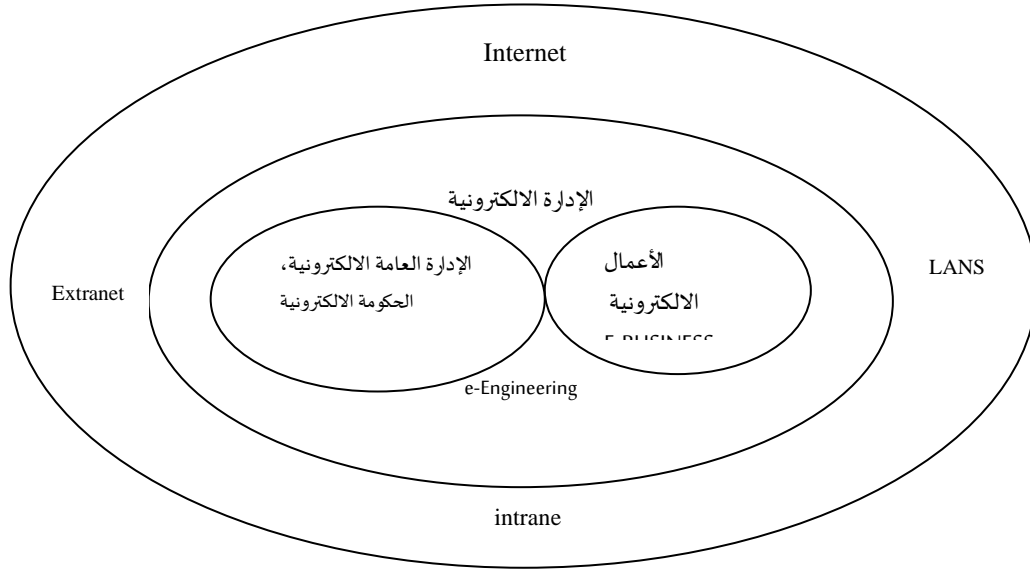 Internet
الإدارة الالكترونية
الإدارة العامة الالكترونية،
الحكومة الالكترونية
الأعمال
الالكترونية
LANS
Extranet
e-Engineering
intrane